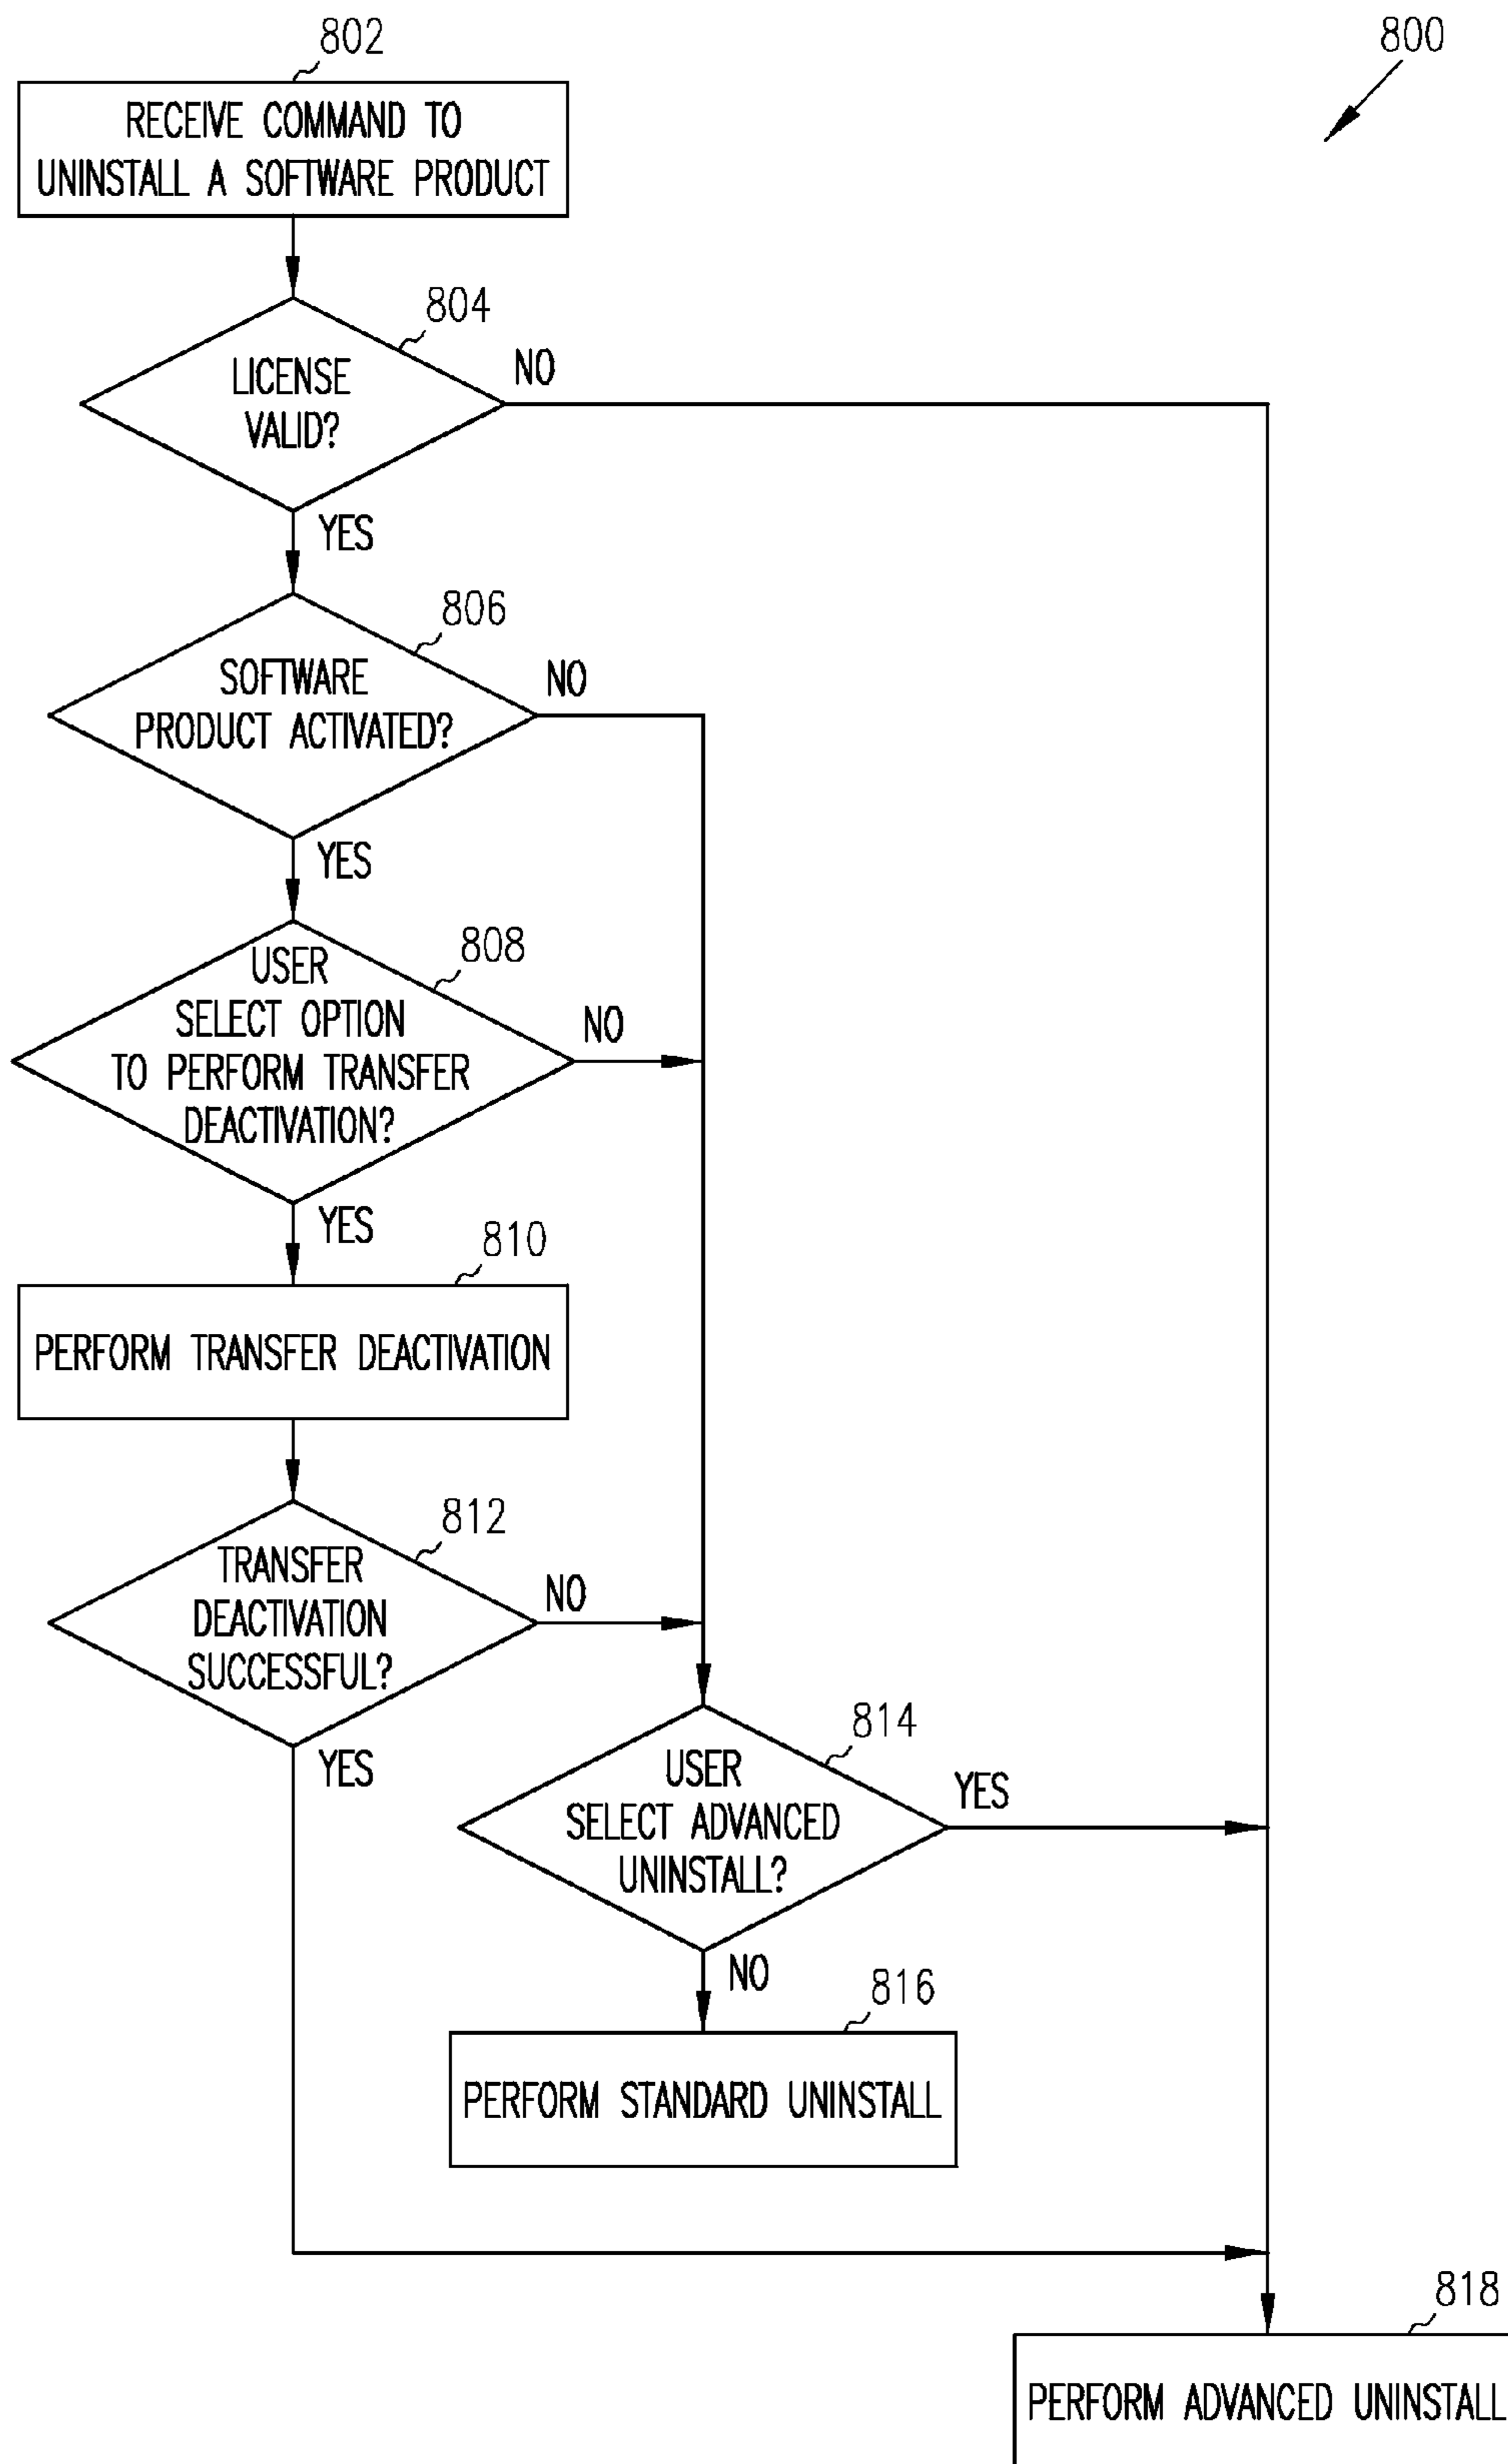 802
800
RECEIVE COMMAND TO
UNINSTALL A SOFTWARE PRODUCT
804
LICENSE
VALID?
NO
YES
806
SOFTWARE
PRODUCT ACTIVATED?
NO
YES
808
USER
SELECT OPTION
TO PERFORM TRANSFER
DEACTIVATION?
NO
YES
810
PERFORM TRANSFER DEACTIVATION
812
TRANSFER
DEACTIVATION
SUCCESSFUL?
NO
YES
814
USER
SELECT ADVANCED
UNINSTALL?
YES
NO
816
PERFORM STANDARD UNINSTALL
818
PERFORM ADVANCED UNINSTALL